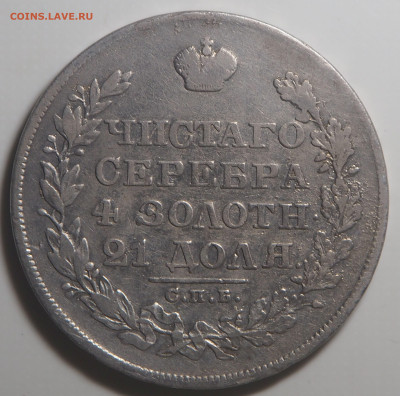 COINS.LAVE.RU
ЧИСТАГО
СЕРЕБРА
4 ЗОЛОТН.
21 ДОЛЯ.
С.П.Б.